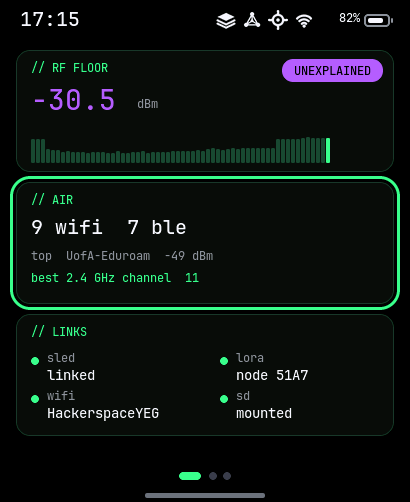 17:15
82%
// RF FLOOR
UNEXPLAINED
-30.5 dBm
// AIR
9 wifi 7 ble
top UofA-Eduroam -49 dBm
best 2.4 GHz channel 11
// LINKS
sled
linked
lora
node 51A7
wifi
HackerspaceYEG
sd
mounted